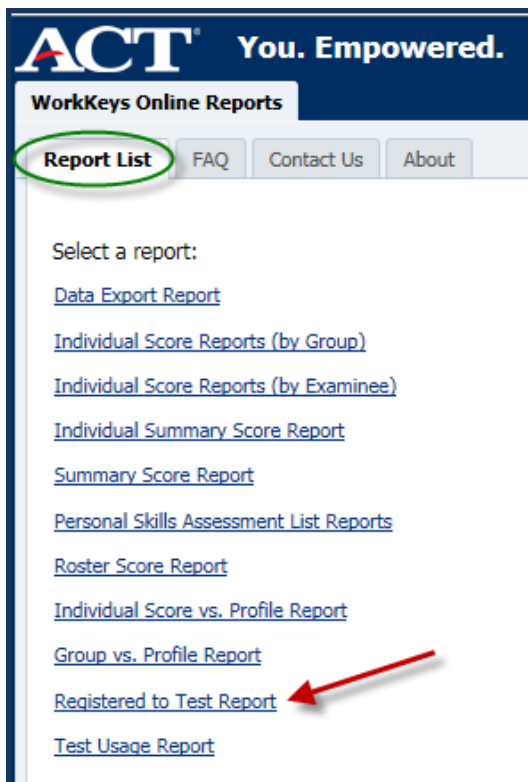 ACT® You. Empowered.
WorkKeys Online Reports
Report List FAQ Contact Us About
Select a report:
Data Export Report
Individual Score Reports (by Group)
Individual Score Reports (by Examinee)
Individual Summary Score Report
Summary Score Report
Personal Skills Assessment List Reports
Roster Score Report
Individual Score vs. Profile Report
Group vs. Profile Report
Registered to Test Report
Test Usage Report